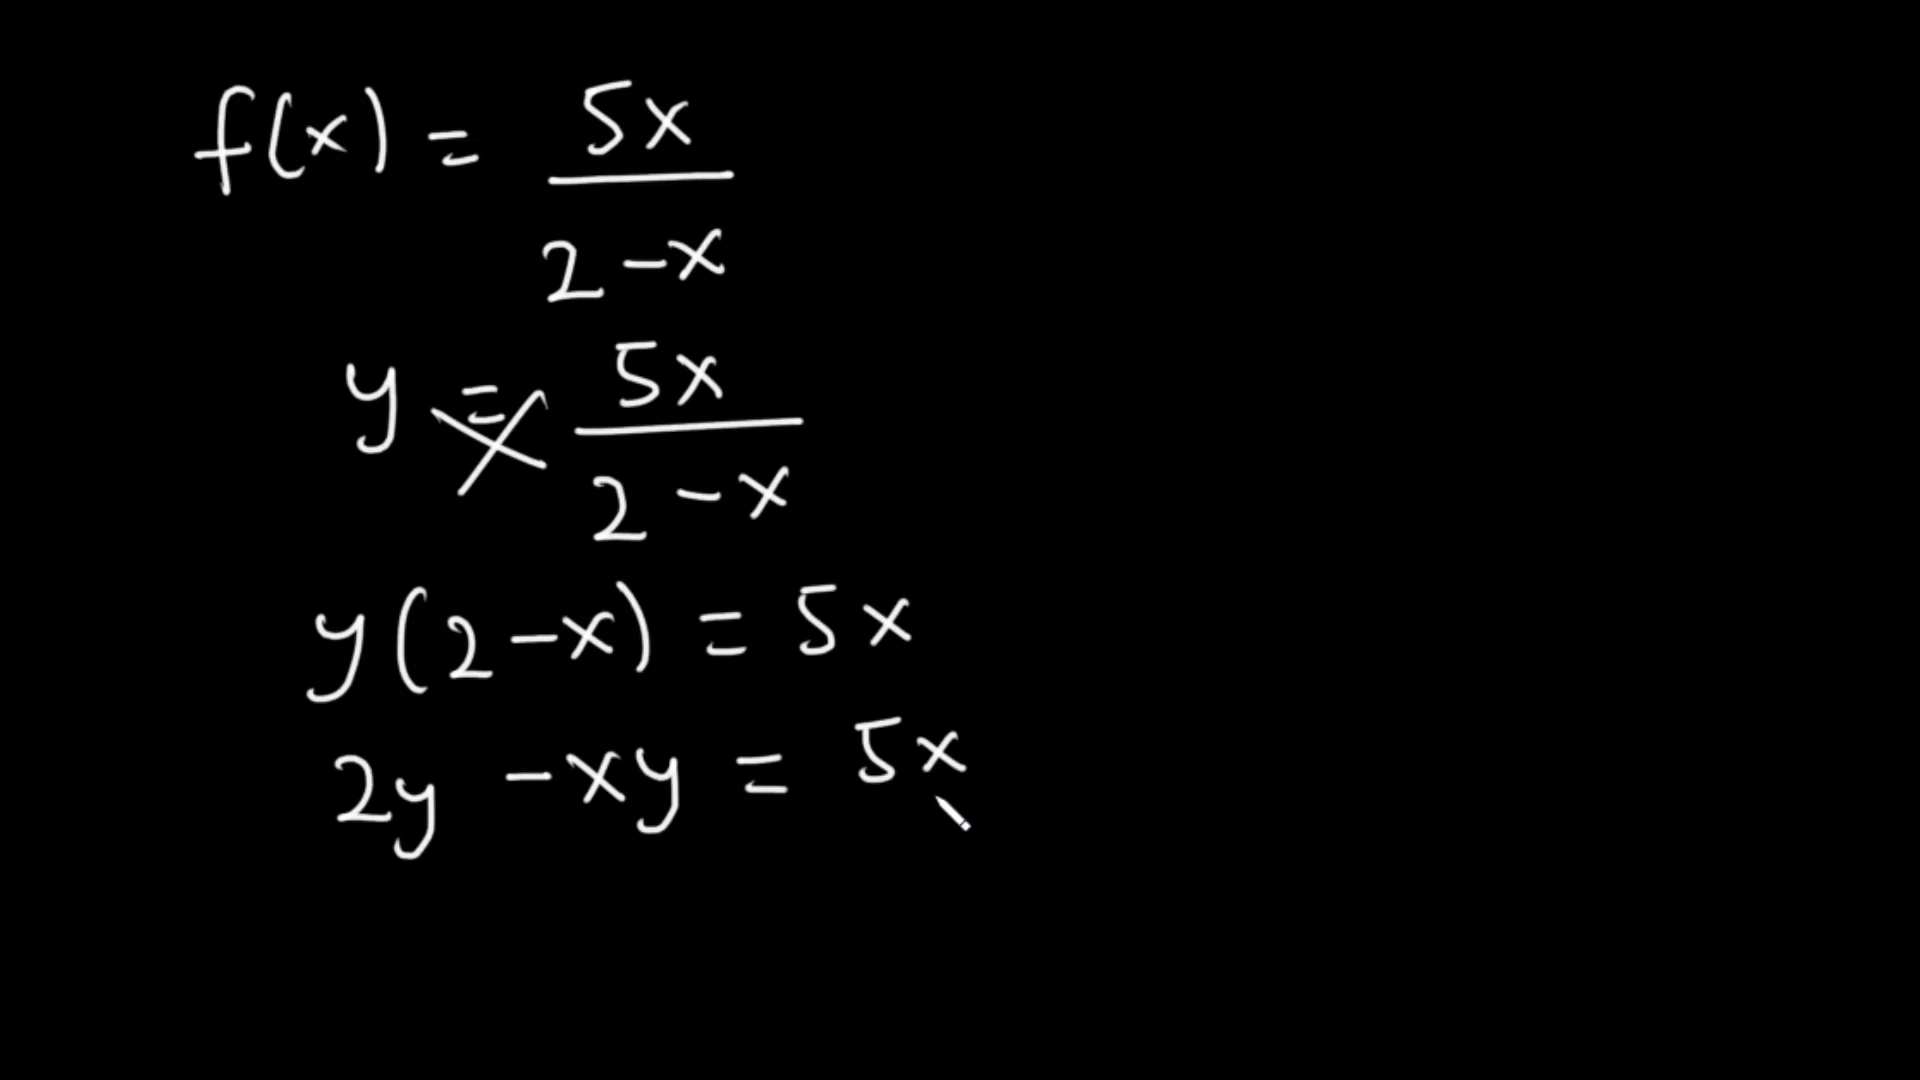 f(x) = 5x / 2 - x
y = 5x / 2 - x
y(2 - x) = 5x
2y - xy = 5x